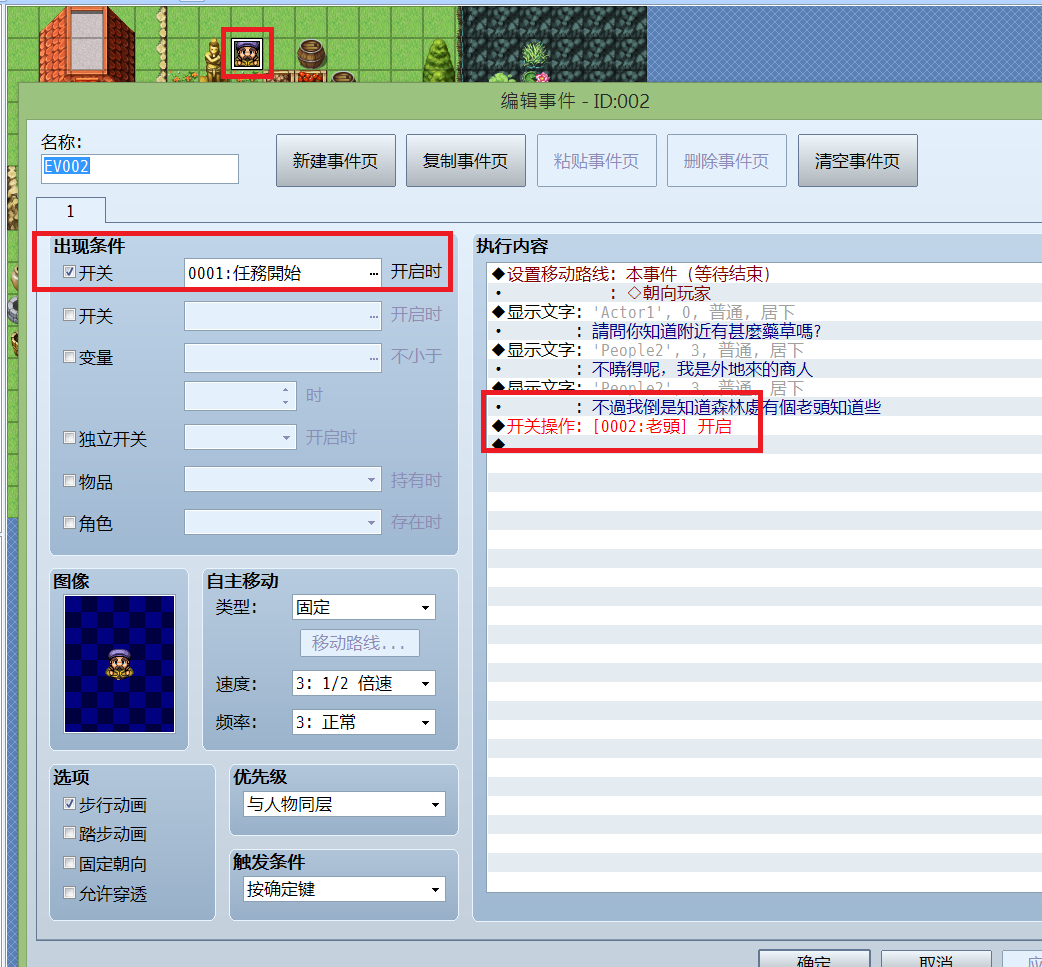 编辑事件 - ID:002
名称:
EV002
新建事件页
复制事件页
粘贴事件页
删除事件页
清空事件页
1
出现条件
开关
0001:任務開始
...
开启时
开关
...
开启时
变量
...
不小于
时
独立开关
开启时
物品
持有时
角色
存在时
图像
自主移动
类型:
固定
移动路线...
速度:
3: 1/2 倍速
频率:
3: 正常
选项
步行动画
踏步动画
固定朝向
允许穿透
优先级
与人物同层
触发条件
按确定键
执行内容
◆设置移动路线: 本事件 (等待结束)
• : ◇朝向玩家
◆显示文字: 'Actor1', 0, 普通, 居下
• : 請問你知道附近有甚麼藥草嗎?
◆显示文字: 'People2', 3, 普通, 居下
• : 不曉得呢, 我是外地來的商人
◆显示文字: 'People2', 3, 普通, 居下
• : 不過我倒是知道森林處有個老頭知道些
◆开关操作: [0002:老頭] 开启
◆
确定
取消